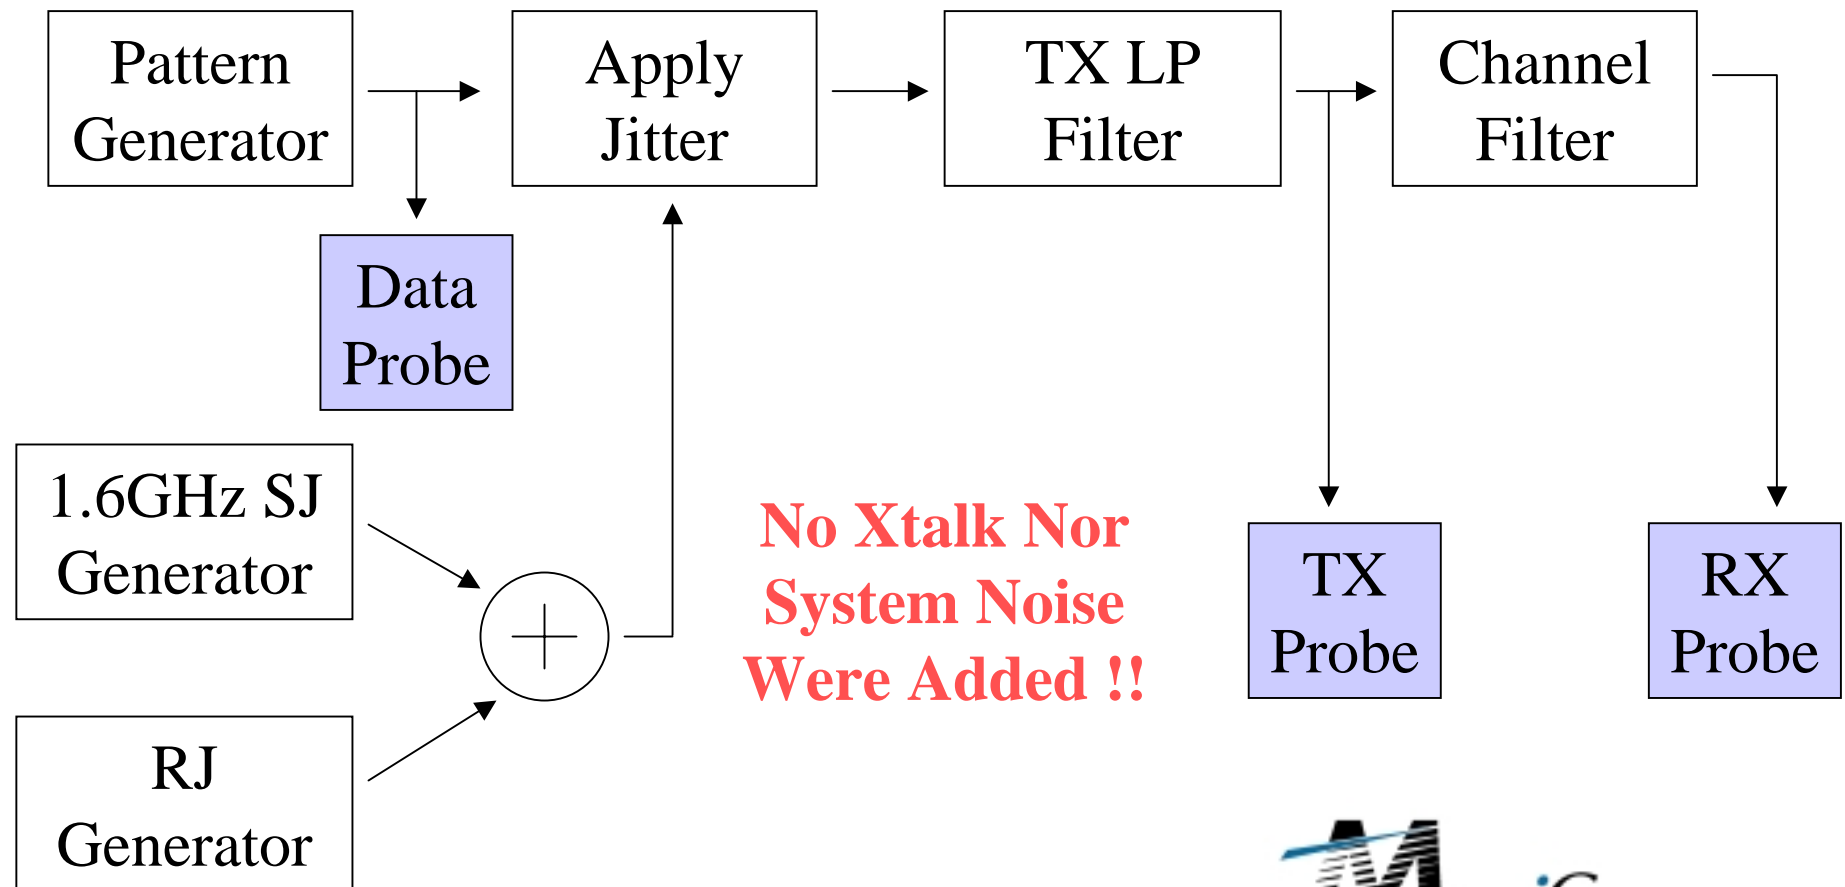 Pattern
Generator
Apply
Jitter
TX LP
Filter
Channel
Filter
Data
Probe
1.6GHz SJ
Generator
No Xtalk Nor
System Noise
Were Added !!
TX
Probe
RX
Probe
RJ
Generator